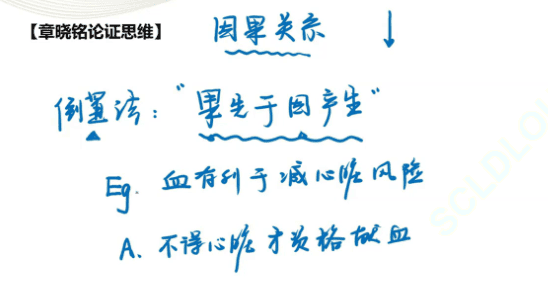 【章晓铭论证思维】
因果关系 ↓
倒置法："果先于因产生"
Eg. 血有利于减心脏风险
A. 不得心脏才资格献血
SCLDLOL